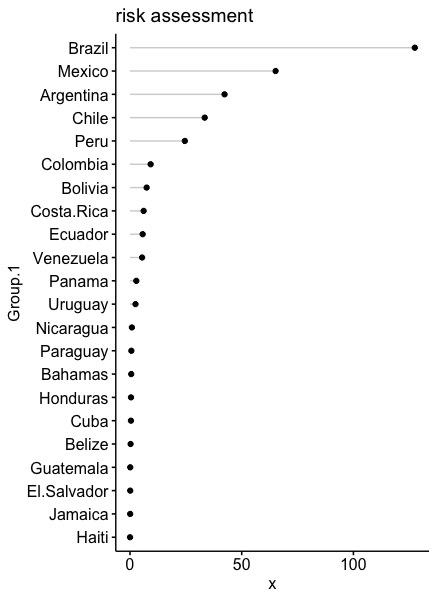 risk assessment
Brazil
Mexico
Argentina
Chile
Peru
Colombia
Bolivia
Costa.Rica
Ecuador
Venezuela
Panama
Uruguay
Nicaragua
Paraguay
Bahamas
Honduras
Cuba
Belize
Guatemala
El.Salvador
Jamaica
Haiti
Group.1
0 50 100
x